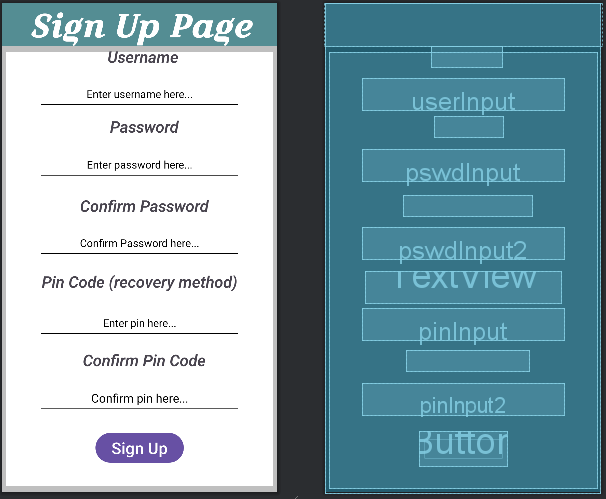 Sign Up Page
Username
Enter username here...
Password
Enter password here...
Confirm Password
Confirm Password here...
Pin Code (recovery method)
Enter pin here...
Confirm Pin Code
Confirm pin here...
Sign Up
userInput
pswdInput
pswdInput2
TextView
pinInput
pinInput2
Button